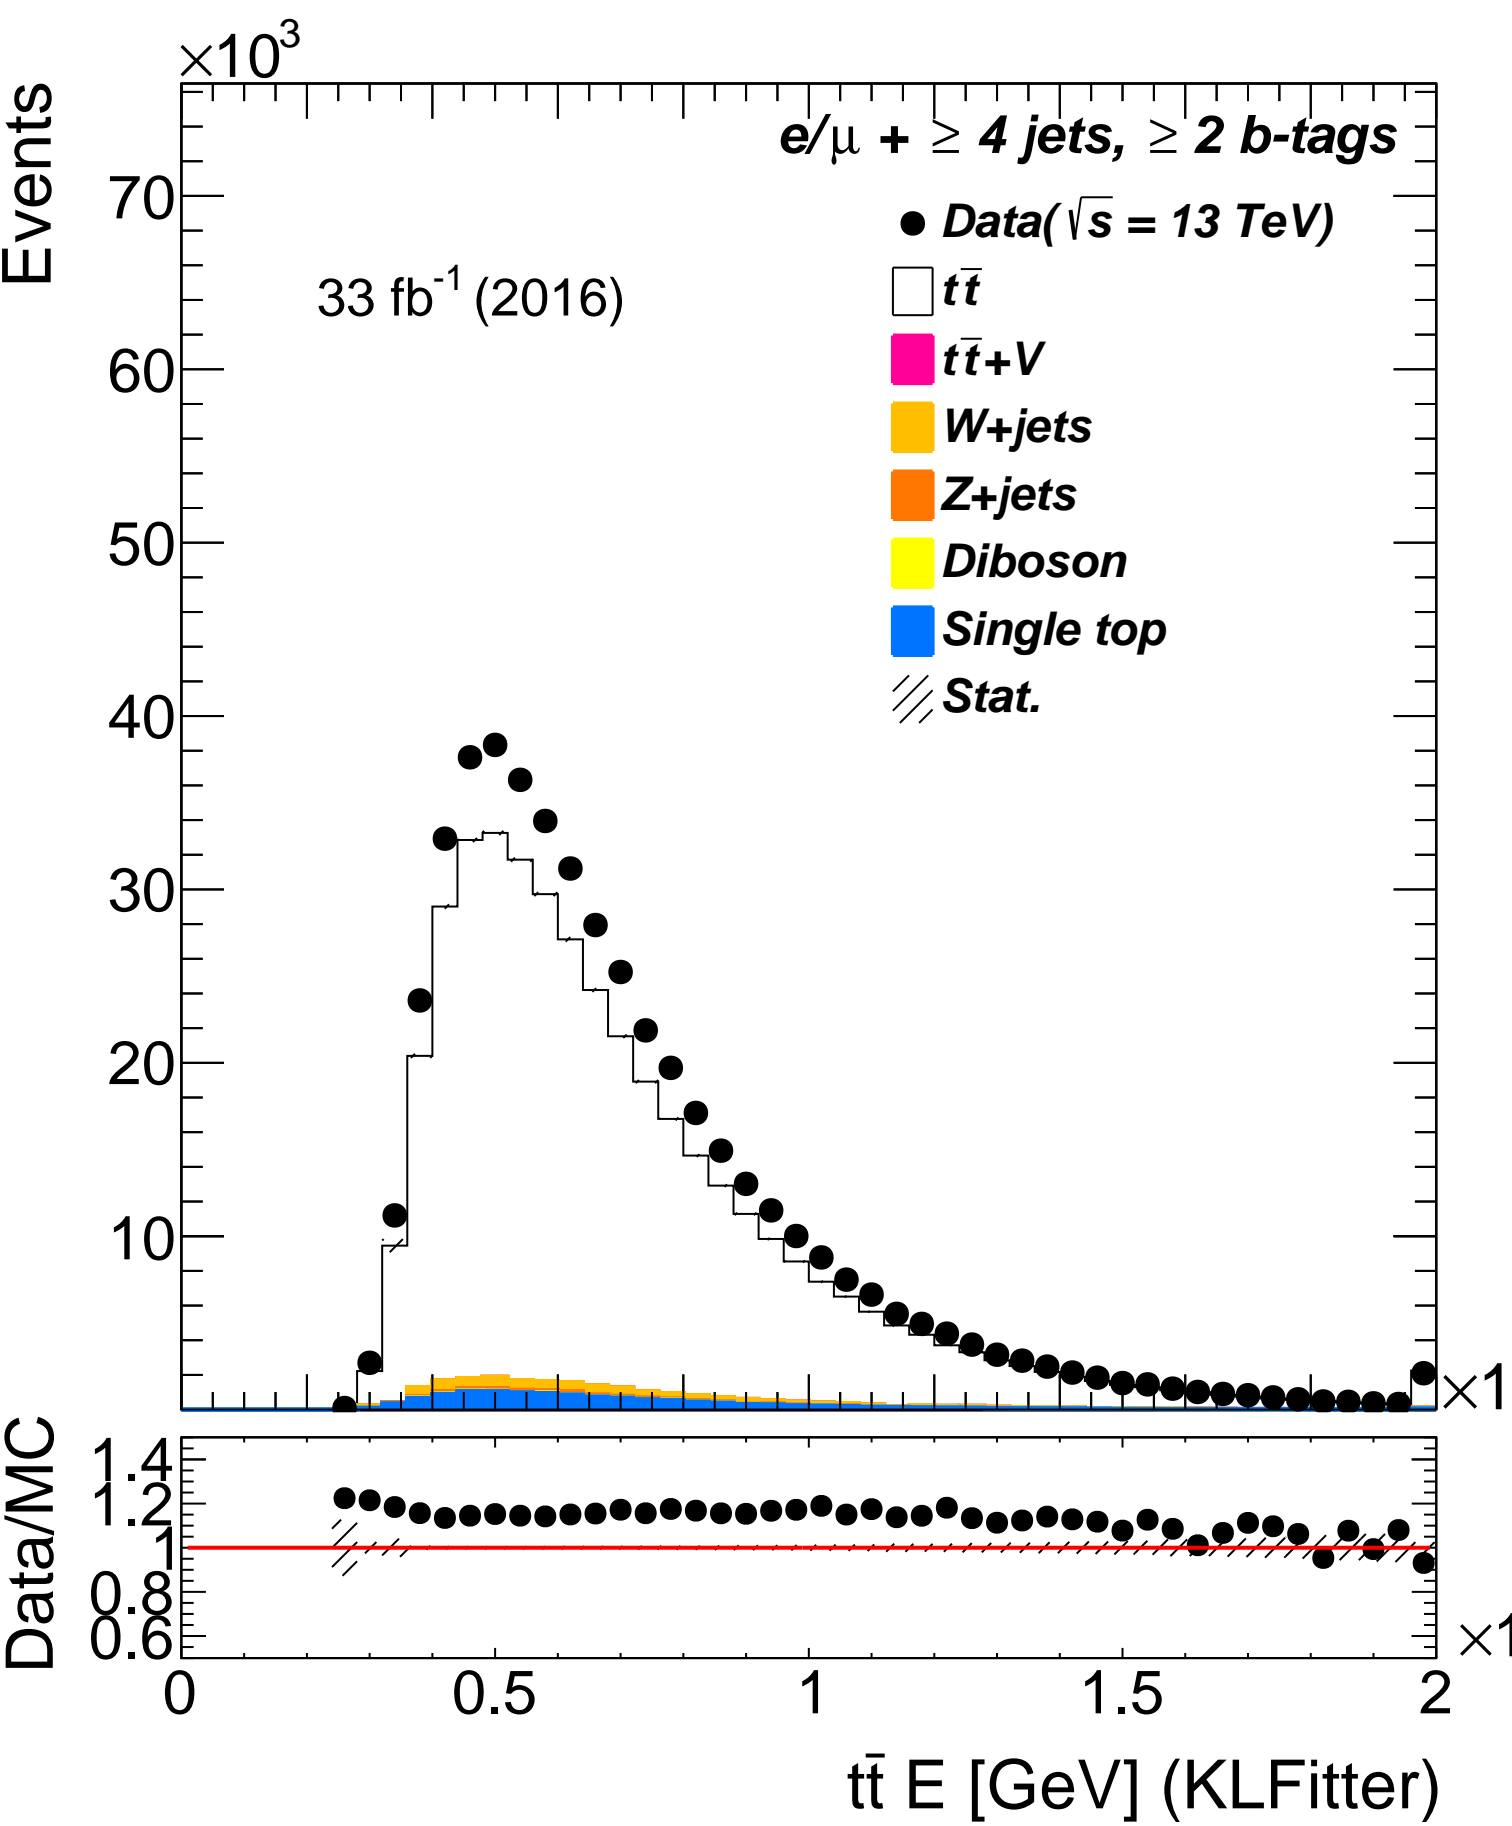 ×10³
Events
e/μ + ≥ 4 jets, ≥ 2 b-tags
Data(√s = 13 TeV)
33 fb⁻¹ (2016)
tt̄
tt̄+V
W+jets
Z+jets
Diboson
Single top
Stat.
70
60
50
40
30
20
10
×1
Data/MC
1.4
1.2
1
0.8
0.6
×1
0 0.5 1 1.5 2
tt̄ E [GeV] (KLFitter)